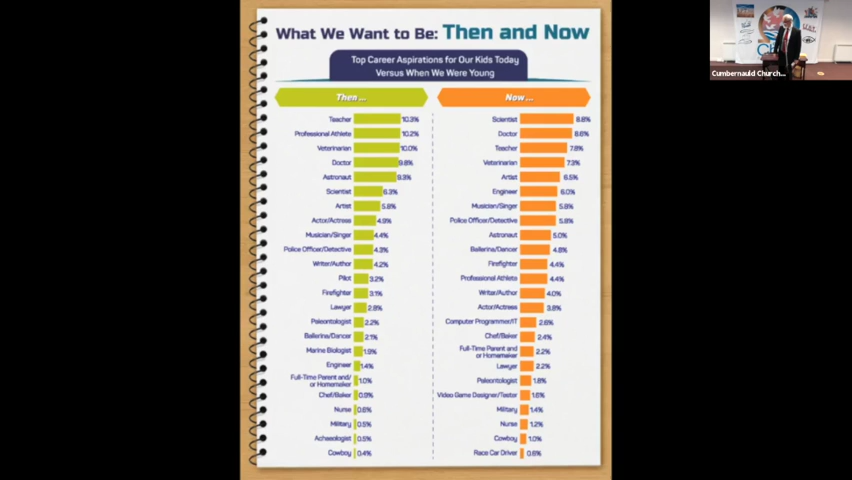 What We Want to Be: Then and Now
Top Career Aspirations for Our Kids Today
Versus When We Were Young
Then ...
Teacher 10.3%
Professional Athlete 10.2%
Veterinarian 10.0%
Doctor 9.8%
Astronaut 9.3%
Scientist 6.3%
Artist 5.8%
Actor/Actress 4.9%
Musician/Singer 4.4%
Police Officer/Detective 4.3%
Writer/Author 4.2%
Pilot 3.2%
Firefighter 3.1%
Lawyer 2.8%
Paleontologist 2.2%
Ballerina/Dancer 2.1%
Marine Biologist 1.9%
Engineer 1.4%
Full-Time Parent and/
or Homemaker 1.0%
Chef/Baker 0.9%
Nurse 0.6%
Military 0.5%
Achaeologist 0.5%
Cowboy 0.4%
Now ...
Scientist 8.8%
Doctor 8.6%
Teacher 7.8%
Veterinarian 7.3%
Artist 6.5%
Engineer 6.0%
Musician/Singer 5.8%
Police Officer/Detective 5.8%
Astronaut 5.0%
Ballerina/Dancer 4.8%
Firefighter 4.4%
Professional Athlete 4.4%
Writer/Author 4.0%
Actor/Actress 3.8%
Computer Programmer/IT 2.6%
Chef/Baker 2.4%
Full-Time Parent and
or Homemaker 2.2%
Lawyer 2.2%
Paleontologist 1.8%
Video Game Designer/Tester 1.6%
Military 1.4%
Nurse 1.2%
Cowboy 1.0%
Race Car Driver 0.6%
Cumbernauld Church...